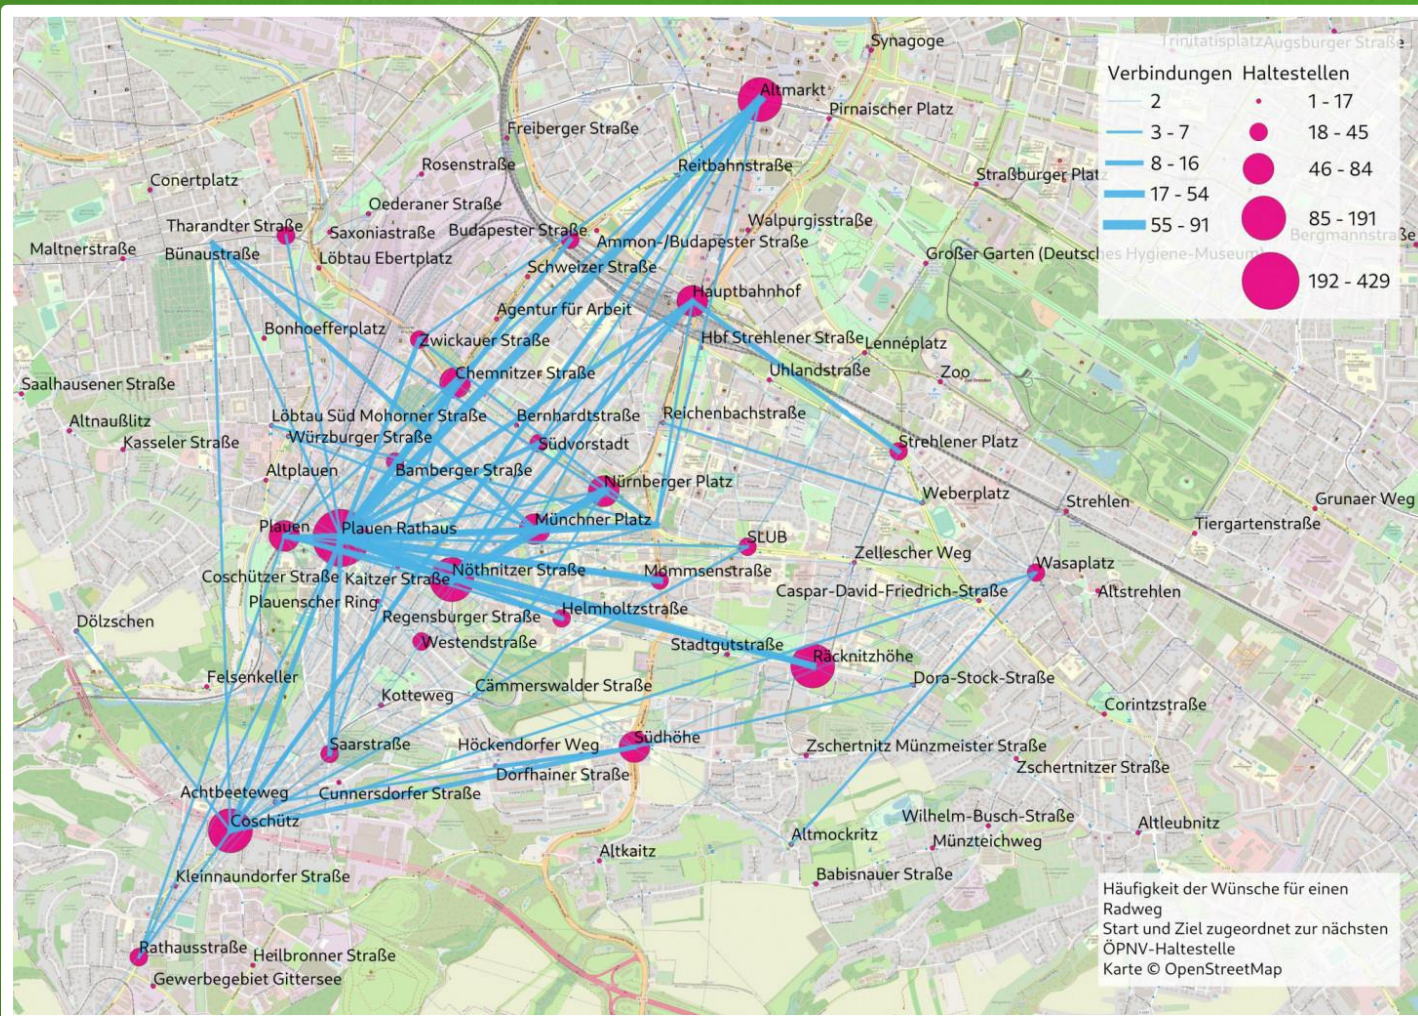 Synagoge
Trinitatisplatz
Augsburger Straße
Altmarkt
Pirnaischer Platz
Freiberger Straße
Rosenstraße
Reitbahnstraße
Straßburger Platz
Conertplatz
Oederaner Straße
Tharandter Straße
Saxoniastraße
Budapester Straße
Walpurgisstraße
Ammon-/Budapester Straße
Maltnerstraße
Bünaustraße
Löbtau Ebertplatz
Großer Garten (Deutsches Hygiene-Museum)
Bergmannstraße
Schweizer Straße
Hauptbahnhof
Agentur für Arbeit
Bonhoefferplatz
Zwickauer Straße
Hbf Strehlener Straße
Lennéplatz
Chemnitzer Straße
Uhlandstraße
Zoo
Saalhausener Straße
Löbtau Süd Mohorner Straße
Bernhardtstraße
Reichenbachstraße
Altnaußlitz
Kasseler Straße
Würzburger Straße
Südvorstadt
Strehlener Platz
Altplauen
Bamberger Straße
Nürnberger Platz
Weberplatz
Strehlen
Grunaer Weg
Plauen
Plauen Rathaus
Münchner Platz
Tiergartenstraße
SLUB
Zellescher Weg
Wasaplatz
Coschützer Straße
Kaitzer Straße
Nöthnitzer Straße
Mommsenstraße
Caspar-David-Friedrich-Straße
Altstrehlen
Plauenscher Ring
Regensburger Straße
Helmholtzstraße
Dölzschen
Westendstraße
Stadtgutstraße
Räcknitzhöhe
Felsenkeller
Kotteweg
Cämmerswalder Straße
Dora-Stock-Straße
Corintzstraße
Saarstraße
Höckendorfer Weg
Südhöhe
Zschertnitz Münzmeister Straße
Zschertnitzer Straße
Dorfhainer Straße
Achtbeeteweg
Cunnersdorfer Straße
Coschütz
Wilhelm-Busch-Straße
Altleubnitz
Altmockritz
Münzteichweg
Altkaitz
Kleinnaundorfer Straße
Babisnauer Straße
Rathausstraße
Heilbronner Straße
Gewerbegebiet Gittersee
Verbindungen Haltestellen
2 1 - 17
3 - 7 18 - 45
8 - 16 46 - 84
17 - 54 85 - 191
55 - 91 192 - 429
Häufigkeit der Wünsche für einen
Radweg
Start und Ziel zugeordnet zur nächsten
ÖPNV-Haltestelle
Karte © OpenStreetMap